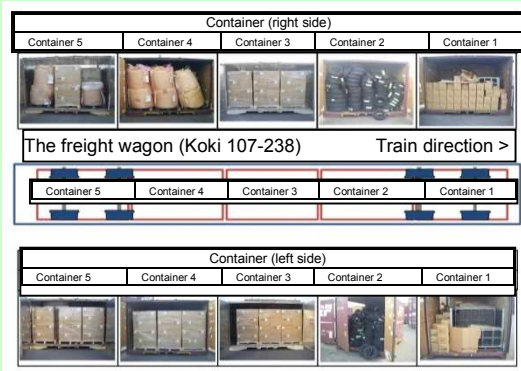 Container (right side)
Container 5 Container 4 Container 3 Container 2 Container 1
The freight wagon (Koki 107-238) Train direction >
Container 5 Container 4 Container 3 Container 2 Container 1
Container (left side)
Container 5 Container 4 Container 3 Container 2 Container 1